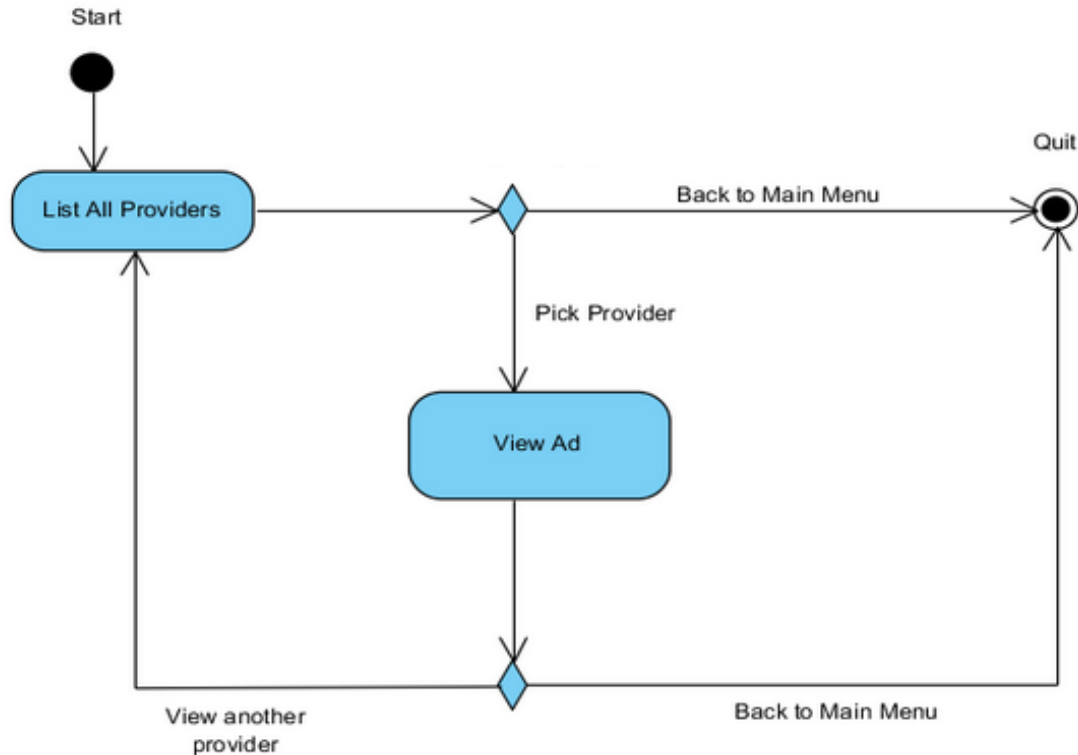 Start
Quit
List All Providers
Back to Main Menu
Pick Provider
View Ad
View another
provider
Back to Main Menu